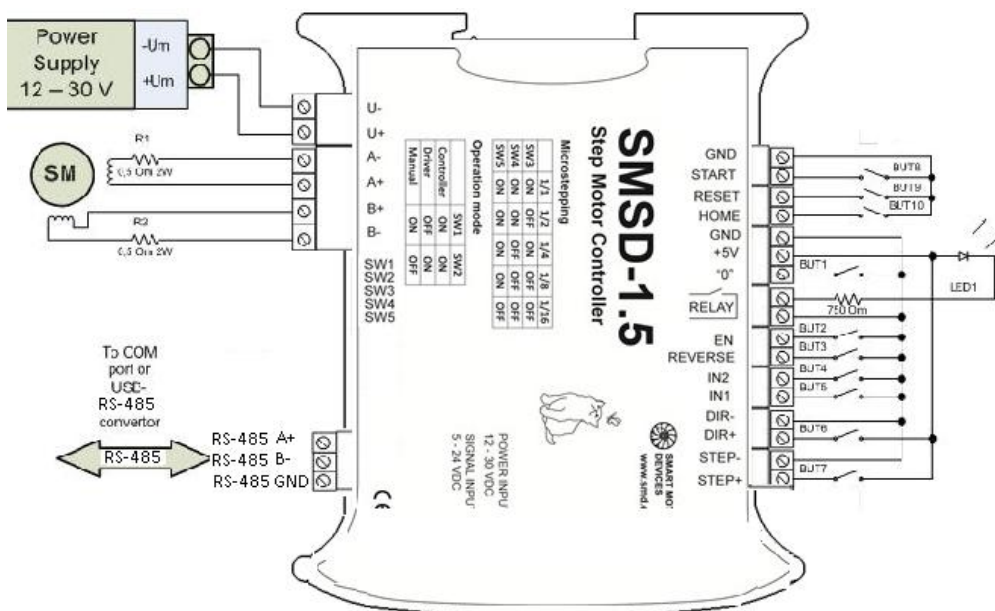 Power
Supply
12 – 30 V
-Um
+Um
R1
0,5 Om 2W
SM
R2
0,5 Om 2W
U-
U+
A-
A+
B+
B-
SW1
SW2
SW3
SW4
SW5
To COM
port or
RS-485
convertor
RS-485
RS-485 A+
RS-485 B-
RS-485 GND
SMSD-1.5
Step Motor Controller
Microstepping
1/1 1/2 1/4 1/8 1/16
SW3 ON OFF ON OFF OFF
SW4 ON ON OFF OFF OFF
SW5 ON ON ON ON OFF
Operation mode
SW1 SW2
Controller ON ON
Driver OFF ON
Manual ON OFF
POWER INPU
12 - 30 VDC
SIGNAL INPU
5 - 24 VDC
SMART MO
DEVICES
www.smd.
CE
GND
START
RESET
HOME
GND
+5V
"0"
RELAY
EN
REVERSE
IN2
IN1
DIR-
DIR+
STEP-
STEP+
BUT8
BUT9
BUT10
BUT1
LED1
750 Om
BUT2
BUT3
BUT4
BUT5
BUT6
BUT7